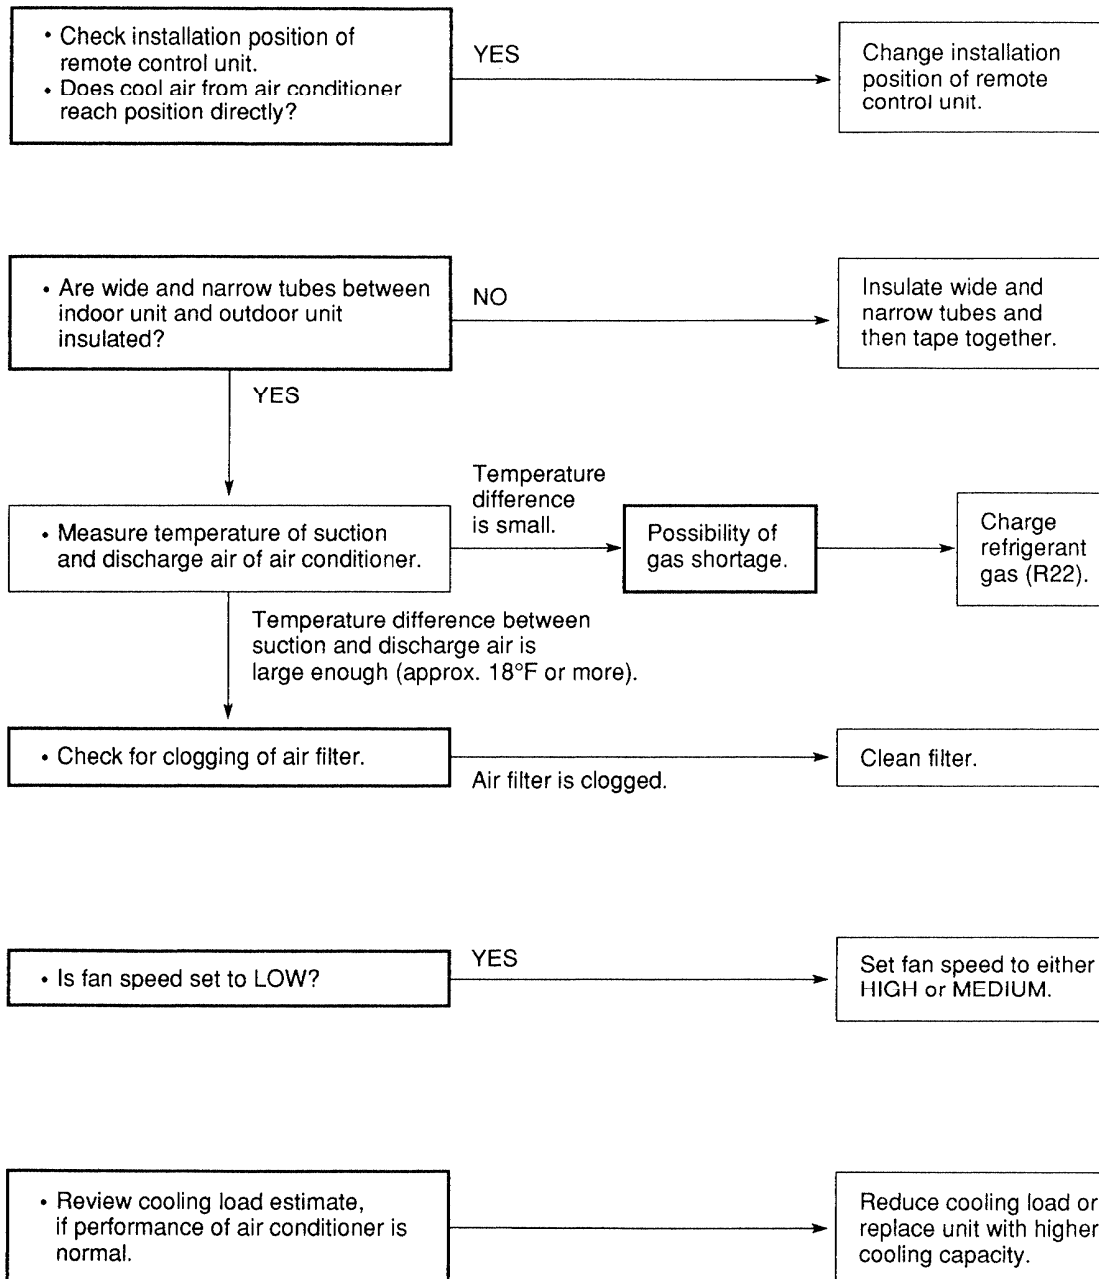 • Check installation position of
remote control unit.
• Does cool air from air conditioner
reach position directly?
YES
Change installation
position of remote
control unit.
• Are wide and narrow tubes between
indoor unit and outdoor unit
insulated?
NO
Insulate wide and
narrow tubes and
then tape together.
YES
• Measure temperature of suction
and discharge air of air conditioner.
Temperature
difference
is small.
Possibility of
gas shortage.
Charge
refrigerant
gas (R22).
Temperature difference between
suction and discharge air is
large enough (approx. 18°F or more).
• Check for clogging of air filter.
Air filter is clogged.
Clean filter.
• Is fan speed set to LOW?
YES
Set fan speed to either
HIGH or MEDIUM.
• Review cooling load estimate,
if performance of air conditioner is
normal.
Reduce cooling load or
replace unit with higher
cooling capacity.